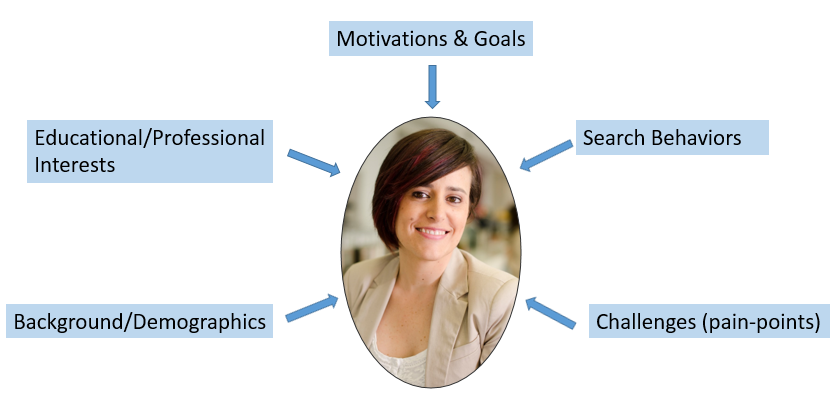 Motivations & Goals
Educational/Professional
Interests
Search Behaviors
Background/Demographics
Challenges (pain-points)